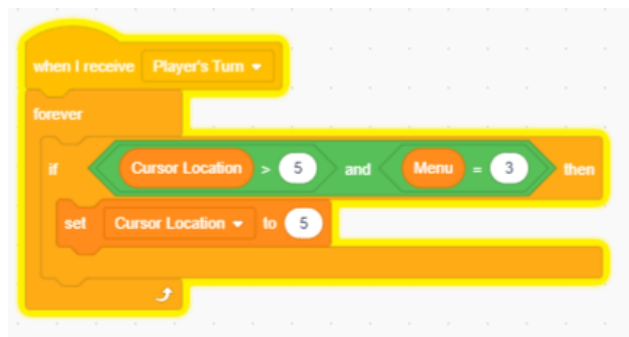 when I receive Player's Turn
forever
if Cursor Location > 5 and Menu = 3 then
set Cursor Location to 5